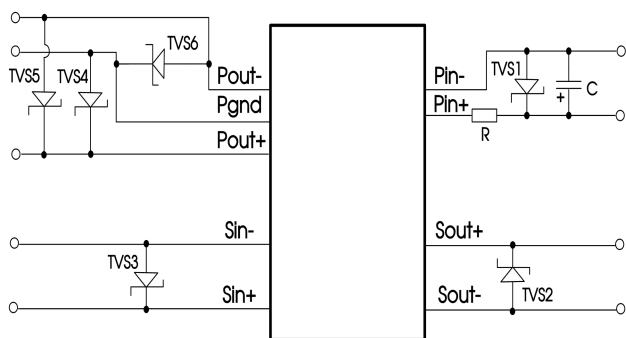 TVS6
TVS5
TVS4
Pout-
Pgnd
Pout+
Pin-
Pin+
TVS1
C
+
R
Sin-
TVS3
Sin+
Sout+
Sout-
TVS2